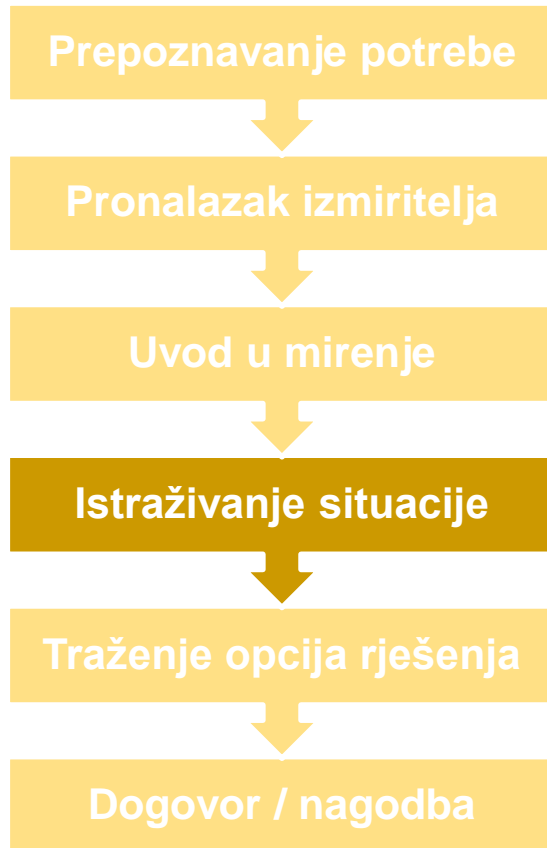 Prepoznavanje potrebe
Pronalazak izmiritelja
Uvod u mirenje
Istraživanje situacije
Traženje opcija rješenja
Dogovor / nagodba